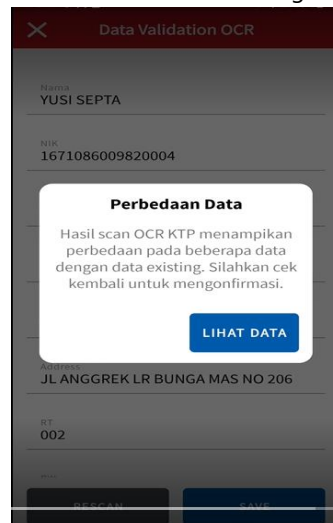 Data Validation OCR
Nama
YUSI SEPTA
NIK
1671086009820004
Perbedaan Data
Hasil scan OCR KTP menampikan
perbedaan pada beberapa data
dengan data existing. Silahkan cek
kembali untuk mengonfirmasi.
LIHAT DATA
Address
JL ANGGREK LR BUNGA MAS NO 206
RT
002
RESCAN SAVE